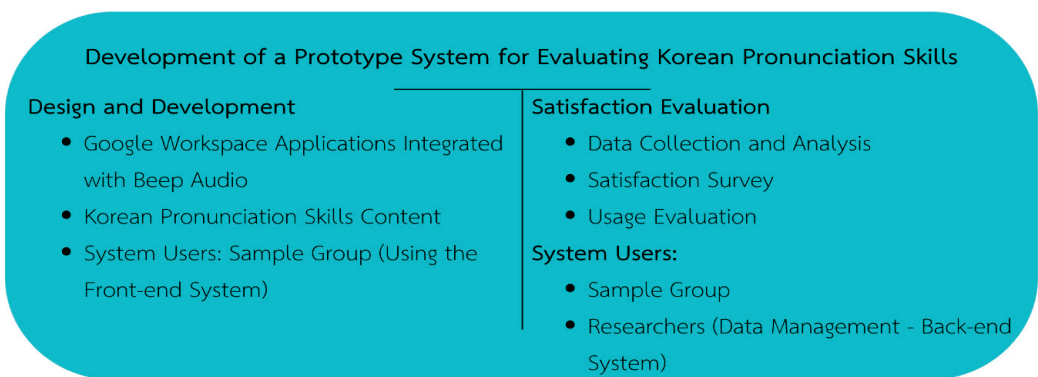 Development of a Prototype System for Evaluating Korean Pronunciation Skills
Design and Development
• Google Workspace Applications Integrated
with Beep Audio
• Korean Pronunciation Skills Content
• System Users: Sample Group (Using the
Front-end System)
Satisfaction Evaluation
• Data Collection and Analysis
• Satisfaction Survey
• Usage Evaluation
System Users:
• Sample Group
• Researchers (Data Management - Back-end
System)